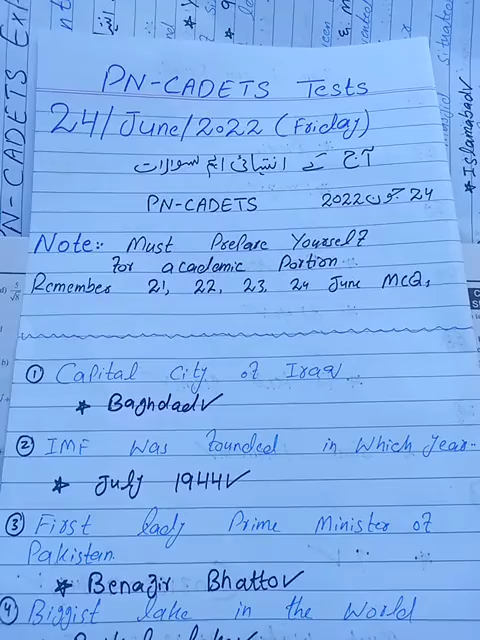 PN-CADETS Tests
24/June/2022 (Friday)
آج کے انتہائی اہم سوالات
PN-CADETS 24 جون 2022
Note:- Must Prepare Yourself
for academic Portion
Remember 21, 22, 23, 24 June MCQs
① Capital City of Iraq
* Baghdad✓
② IMF was founded in which year-
* July 1944✓
③ First lady Prime Minister of
Pakistan.
* Benazir Bhatto✓
④ Biggist lake in the World
N-CADETS
* Islamabad✓